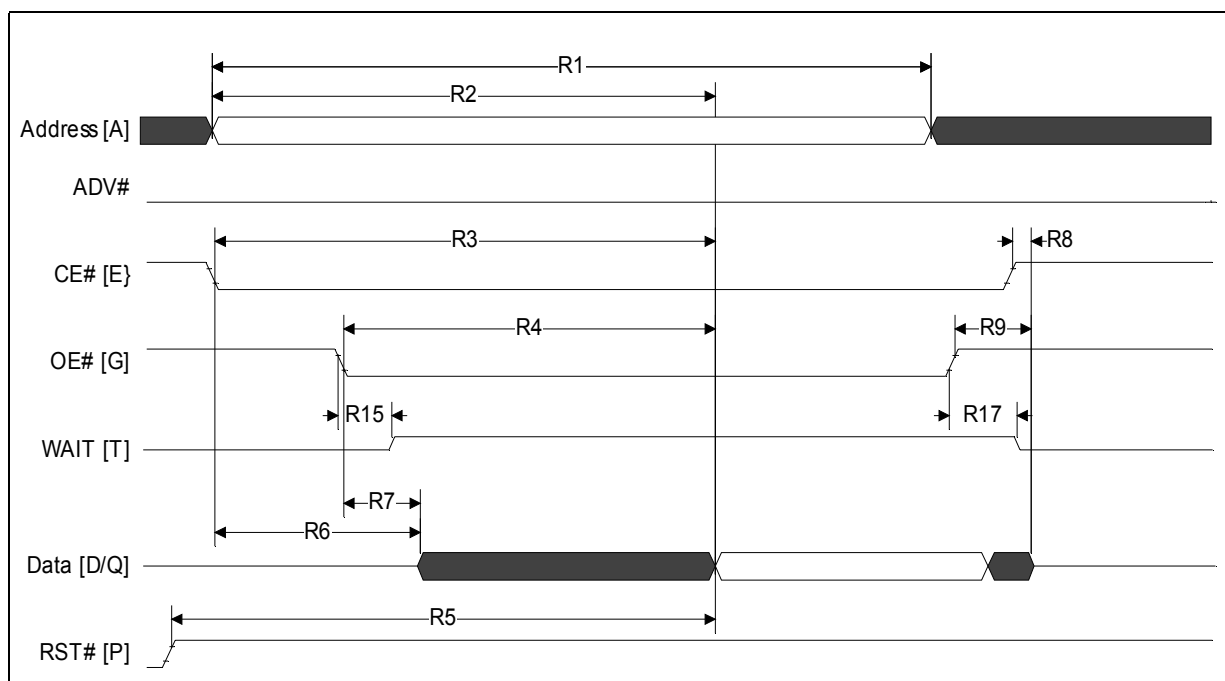 R1
R2
Address [A]
ADV#
R3
R8
CE# [E}
R4
R9
OE# [G]
R15
R17
WAIT [T]
R7
R6
Data [D/Q]
R5
RST# [P]